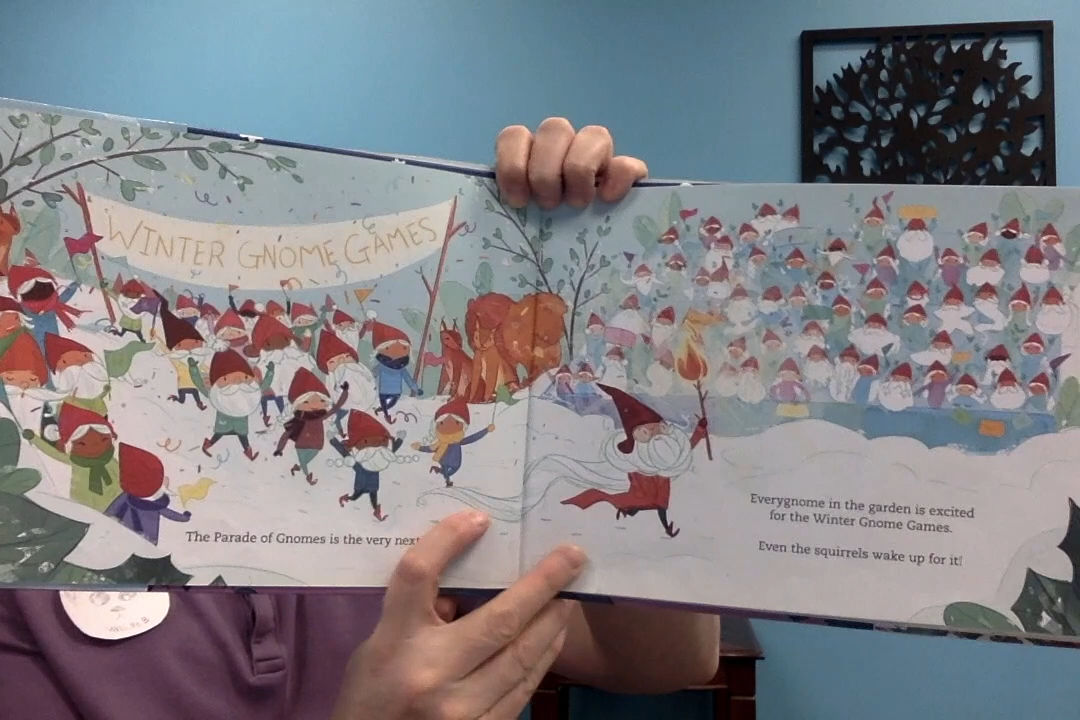 WINTER GNOME GAMES
The Parade of Gnomes is the very next
Everygnome in the garden is excited
for the Winter Gnome Games.
Even the squirrels wake up for it!